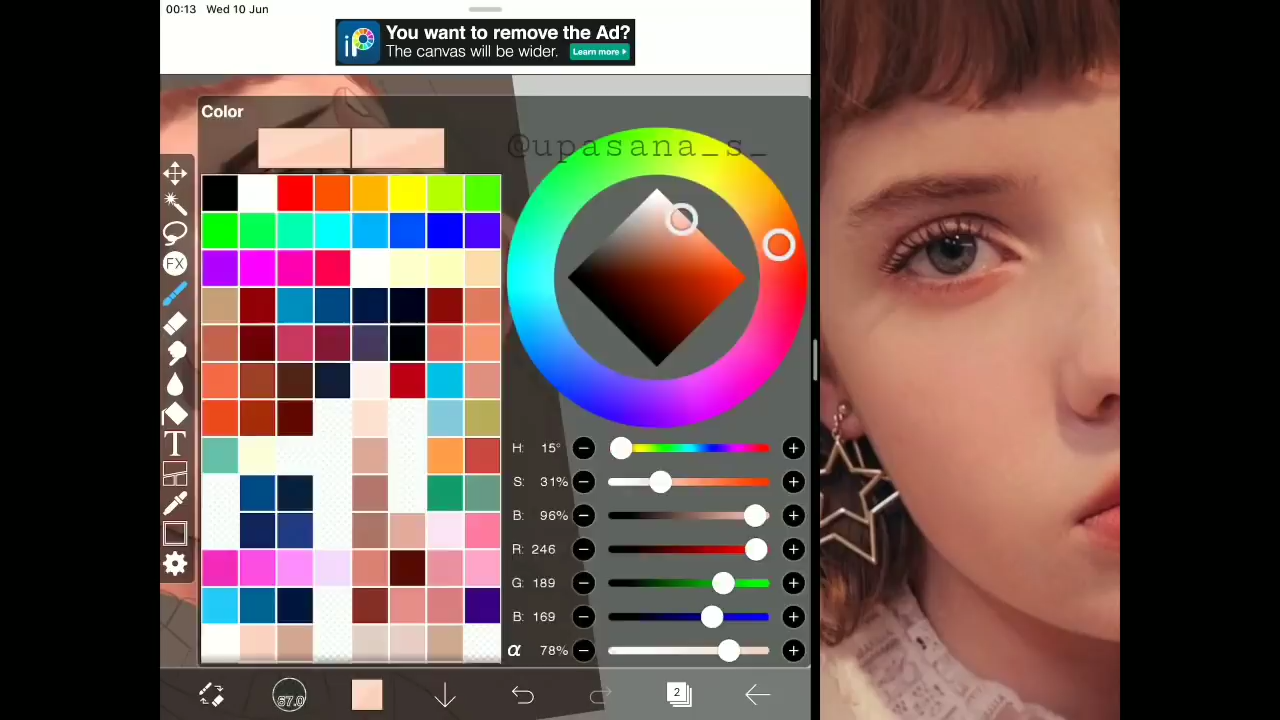 00:13 Wed 10 Jun
You want to remove the Ad?
The canvas will be wider. Learn more
iP
Color
@upasana_s_
FX
T
H: 15°
S: 31%
B: 96%
R: 246
G: 189
B: 169
α 78%
67.0
2